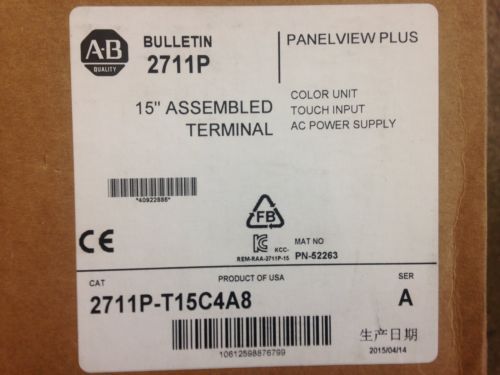 A-B
QUALITY
BULLETIN
2711P
PANELVIEW PLUS
15" ASSEMBLED
TERMINAL
COLOR UNIT
TOUCH INPUT
AC POWER SUPPLY
*40922888*
FB
KCC-
REM-RAA-2711P-15
MAT NO
PN-52263
CE
CAT
PRODUCT OF USA
SER
2711P-T15C4A8
A
10612598876799
生产日期
2015/04/14